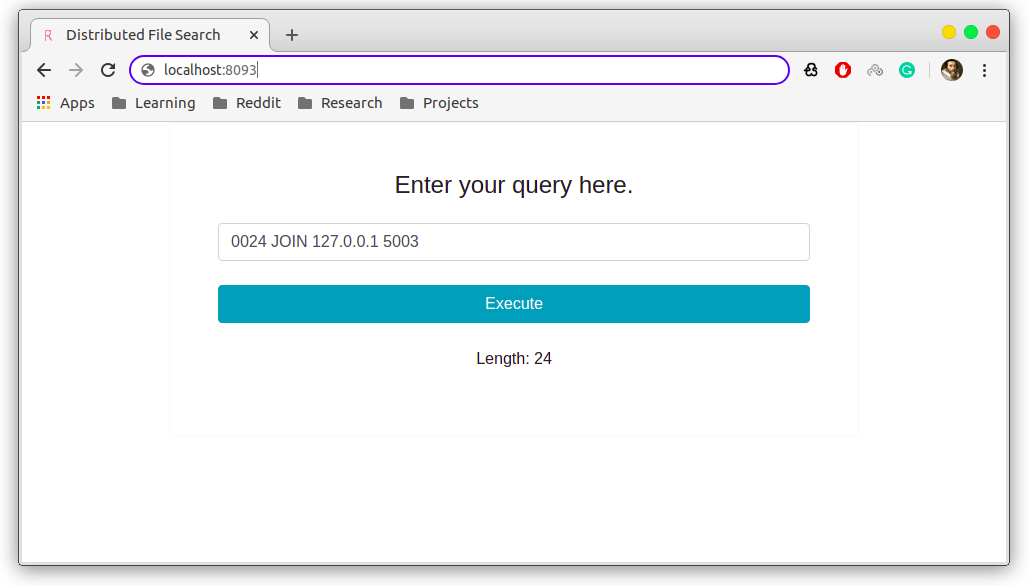 Distributed File Search
localhost:8093
Apps Learning Reddit Research Projects
Enter your query here.
0024 JOIN 127.0.0.1 5003
Execute
Length: 24